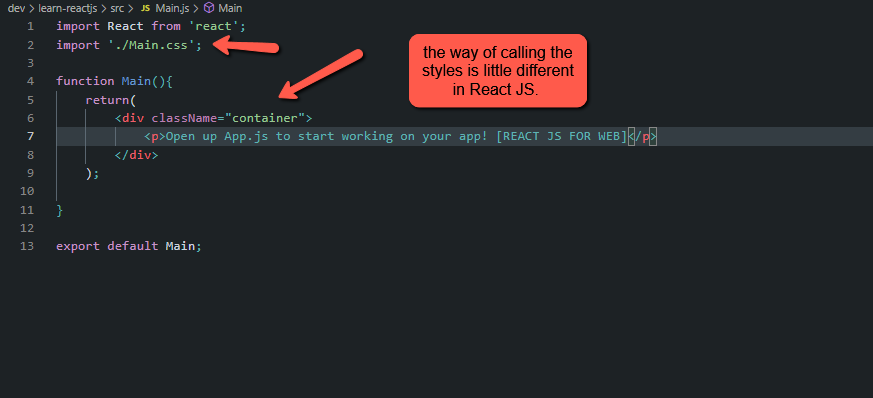 dev > learn-reactjs > src > JS Main.js > Main
1 import React from 'react';
2 import './Main.css';
3
4 function Main(){
5 return(
6 <div className="container">
7 <p>Open up App.js to start working on your app! [REACT JS FOR WEB]</p>
8 </div>
9 );
10
11 }
12
13 export default Main;
the way of calling the
styles is little different
in React JS.